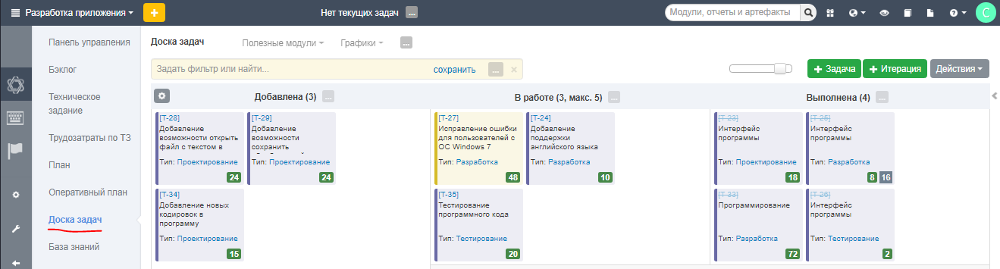 Разработка приложения
Нет текущих задач ...
Модули, отчеты и артефакты
C
Панель управления
Бэклог
Техническое
задание
Трудозатраты по ТЗ
План
Оперативный план
Доска задач
База знаний
Доска задач Полезные модули Графики ...
Задать фильтр или найти... сохранить ... ×
+ Задача + Итерация Действия
Добавлена (3) ...
В работе (3, макс. 5) ...
Выполнена (4) ...
[T-28]
Добавление
возможности открыть
файл с текстом в
Тип: Проектирование
24
[T-29]
Добавление
возможности
сохранить
Тип: Проектирование
24
[T-34]
Добавление новых
кодировок в
программу
Тип: Проектирование
15
[T-27]
Исправление ошибки
для пользователей с
ОС Windows 7
Тип: Разработка
48
[T-24]
Добавление
поддержки
английского языка
Тип: Разработка
10
[T-35]
Тестирование
программного кода
Тип: Тестирование
20
[T-23]
Интерфейс
программы
Тип: Проектирование
18
[T-25]
Интерфейс
программы
Тип: Разработка
8 16
[T-33]
Программирование
Тип: Разработка
72
[T-26]
Интерфейс
программы
Тип: Тестирование
2